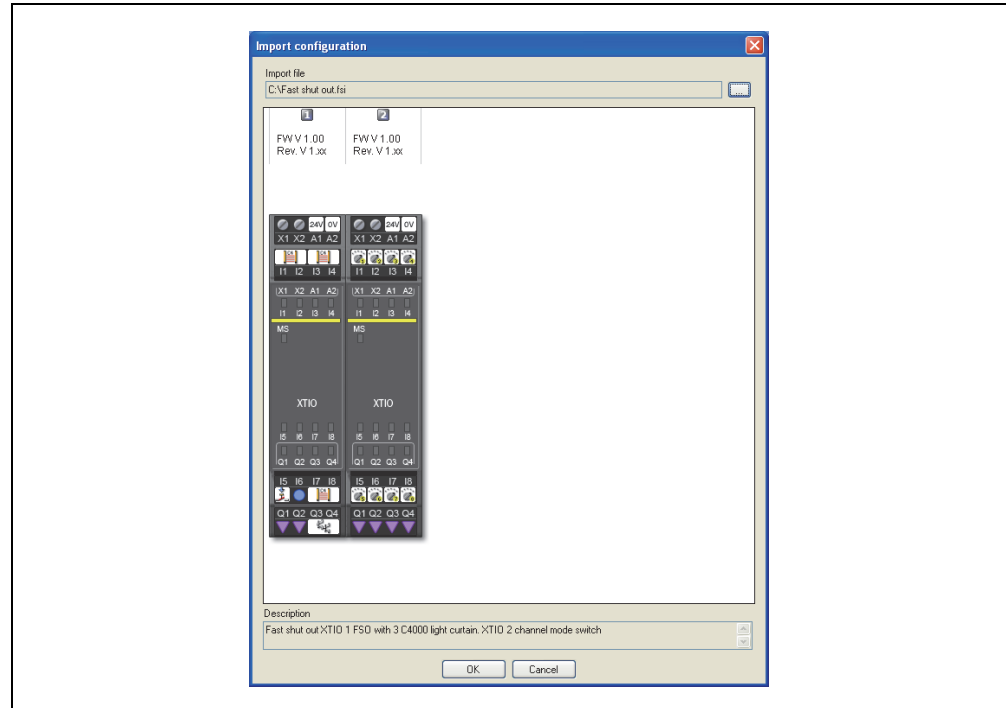 Import configuration
Import file
C:\Fast shut out.fsi
...
1 2
FW V 1.00 FW V 1.00
Rev. V 1.xx Rev. V 1.xx
24V 0V 24V 0V
X1 X2 A1 A2 X1 X2 A1 A2
1 2 3 4
I1 I2 I3 I4 I1 I2 I3 I4
X1 X2 A1 A2 X1 X2 A1 A2
I1 I2 I3 I4 I1 I2 I3 I4
MS MS
XTIO XTIO
I5 I6 I7 I8 I5 I6 I7 I8
Q1 Q2 Q3 Q4 Q1 Q2 Q3 Q4
I5 I6 I7 I8 I5 I6 I7 I8
Q1 Q2 Q3 Q4 Q1 Q2 Q3 Q4
Description
Fast shut out XTIO 1 FSO with 3 C4000 light curtain. XTIO 2 channel mode switch
OK Cancel